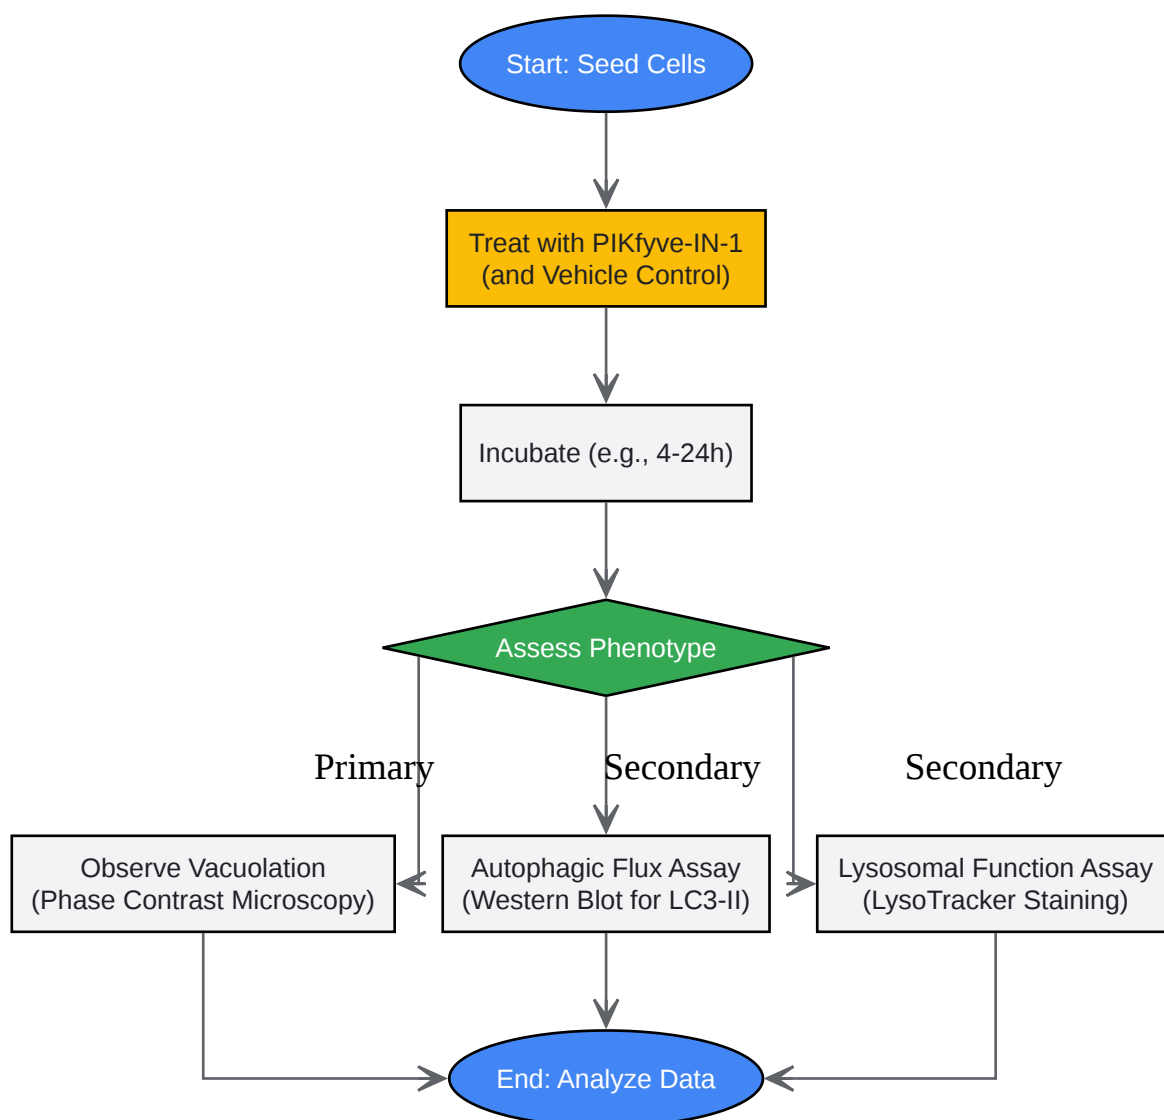 Start: Seed Cells
Treat with PIKfyve-IN-1
(and Vehicle Control)
Incubate (e.g., 4-24h)
Assess Phenotype
Primary
Secondary
Secondary
Observe Vacuolation
(Phase Contrast Microscopy)
Autophagic Flux Assay
(Western Blot for LC3-II)
Lysosomal Function Assay
(LysoTracker Staining)
End: Analyze Data